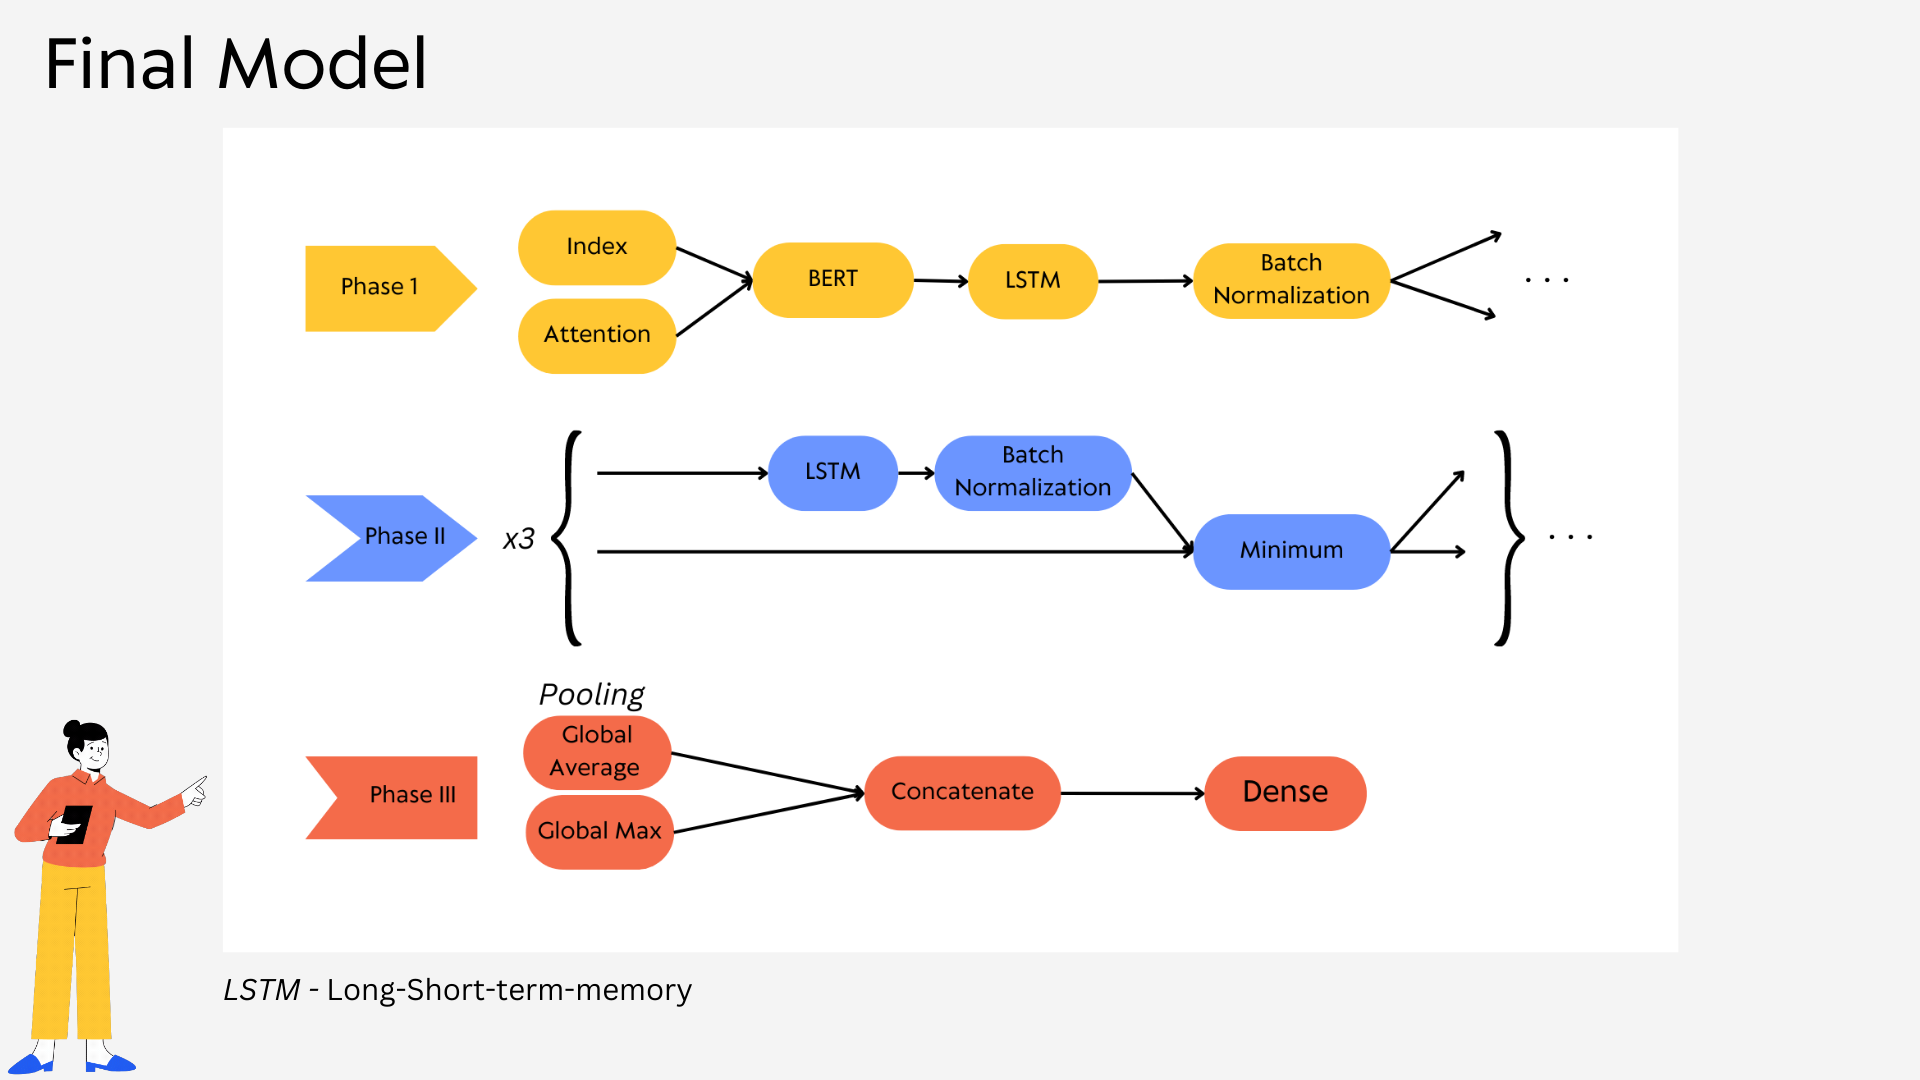 Final Model
Phase 1
Index
Attention
BERT
LSTM
Batch
Normalization
. . .
Phase II
x3
LSTM
Batch
Normalization
Minimum
. . .
Pooling
Phase III
Global
Average
Global Max
Concatenate
Dense
LSTM - Long-Short-term-memory